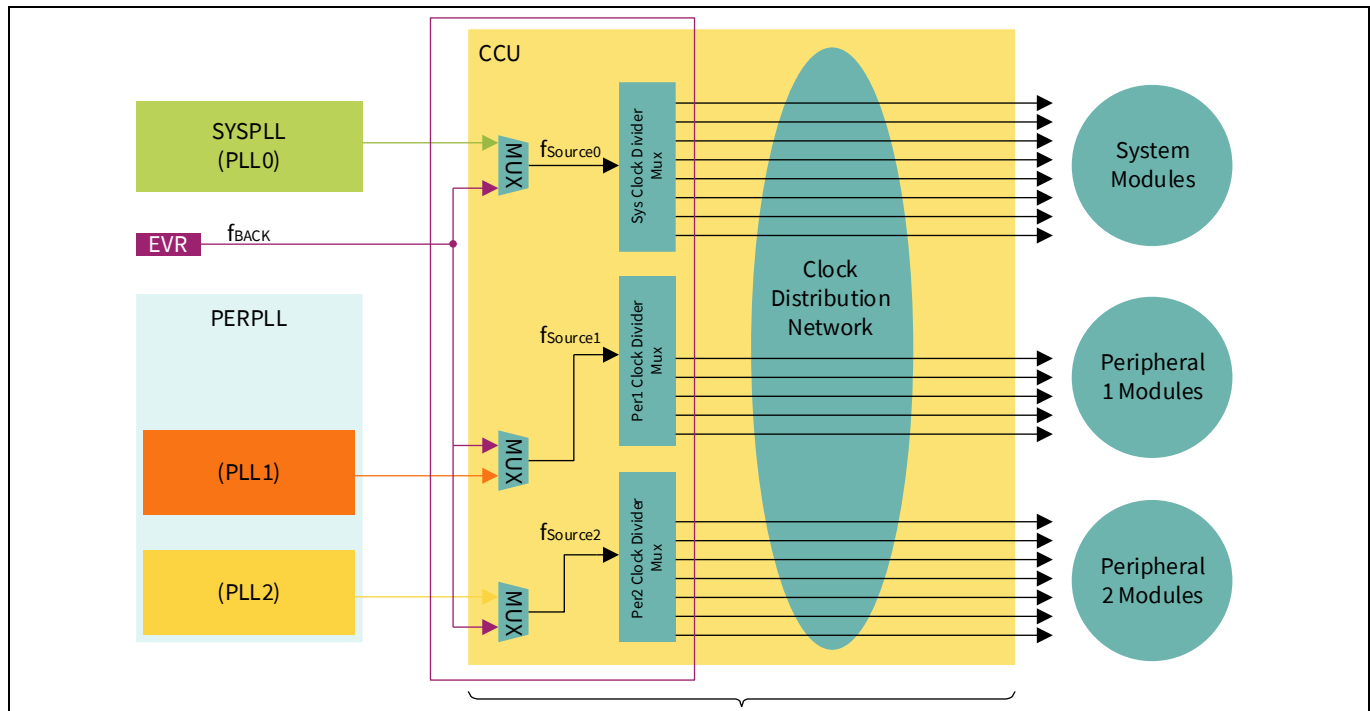 CCU
SYSPLL
(PLL0)
MUX
fSource0
Sys Clock Divider
Mux
System
Modules
EVR
fBACK
Clock
Distribution
Network
PERPLL
fSource1
Per1 Clock Divider
Mux
Peripheral
1 Modules
(PLL1)
MUX
fSource2
Per2 Clock Divider
Mux
(PLL2)
MUX
Peripheral
2 Modules